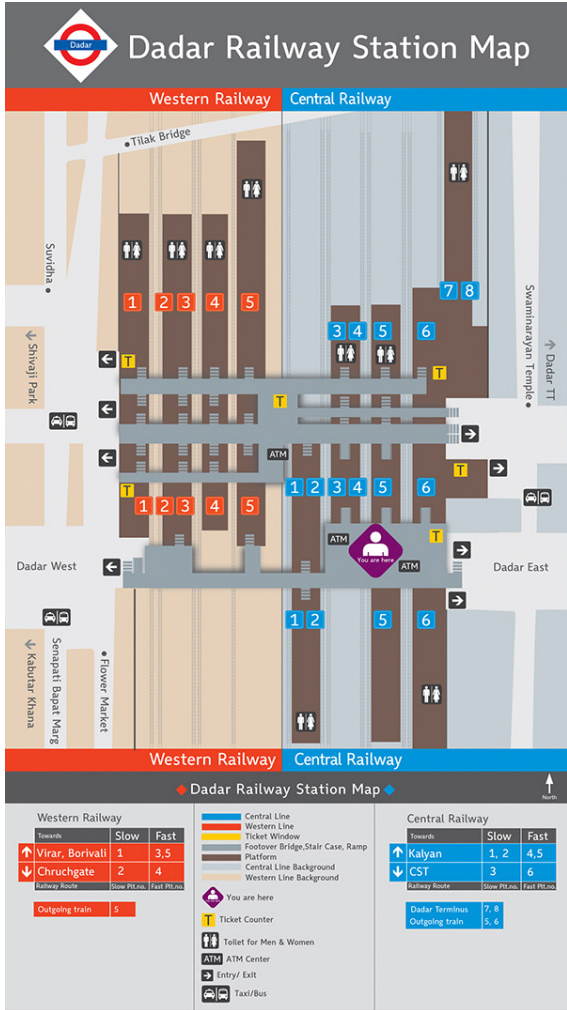 Dadar
Dadar Railway Station Map
Western Railway
Central Railway
Tilak Bridge
Suvidha
Shivaji Park
Swaminarayan Temple
Dadar TT
7 8
1 2 3 4 5
3 4 5 6
T
T
T
ATM
T
T
1 2 3 4 5
1 2 3 4 5 6
ATM
You are here
ATM
T
Dadar West
Dadar East
1 2 5 6
Kabutar Khana
Senapati Bapat Marg
Flower Market
Western Railway
Central Railway
Dadar Railway Station Map
North
Western Railway
Towards Slow Fast
Virar, Borivali 1 3,5
Chruchgate 2 4
Railway Route Slow Plt.no. Fast Plt.no.
Outgoing train 5
Central Line
Western Line
Ticket Window
Footover Bridge,Stair Case, Ramp
Platform
Central Line Background
Western Line Background
You are here
T Ticket Counter
Toilet for Men & Women
ATM ATM Center
Entry/ Exit
Taxi/Bus
Central Railway
Towards Slow Fast
Kalyan 1, 2 4,5
CST 3 6
Railway Route Slow Plt.no. Fast Plt.no.
Dadar Terminus 7, 8
Outgoing train 5, 6